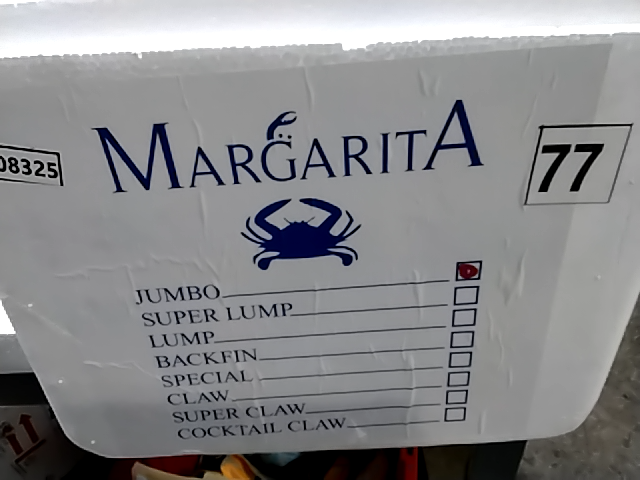 MARGARITA
08325
77
JUMBO
SUPER LUMP
LUMP
BACKFIN
SPECIAL
CLAW
SUPER CLAW
COCKTAIL CLAW